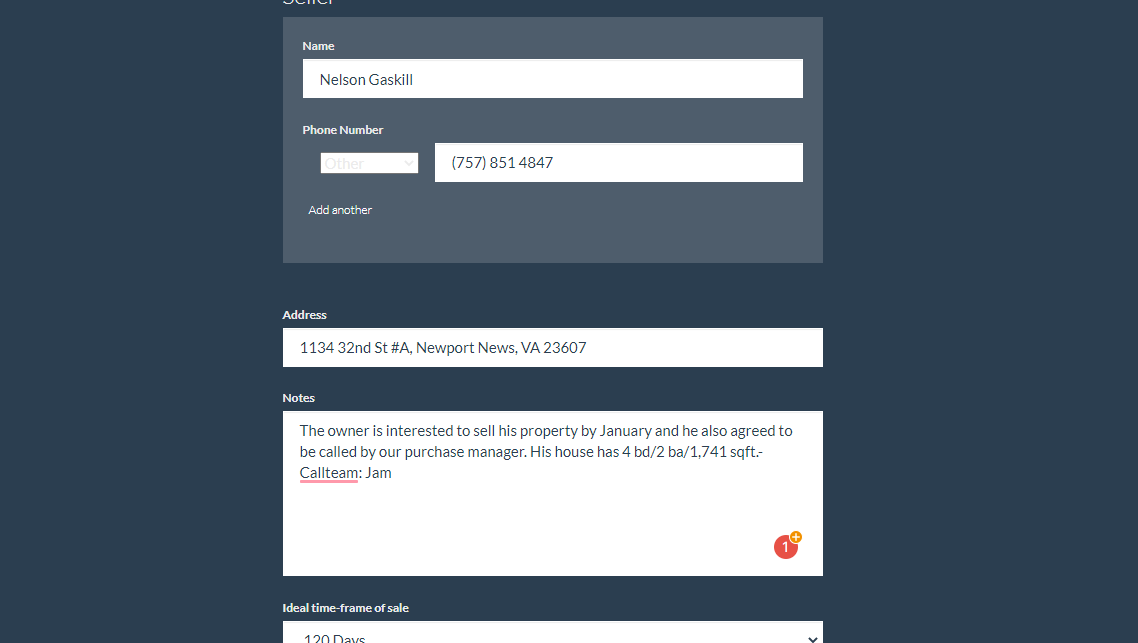 Seller
Name
Nelson Gaskill
Phone Number
Other
(757) 851 4847
Add another
Address
1134 32nd St #A, Newport News, VA 23607
Notes
The owner is interested to sell his property by January and he also agreed to
be called by our purchase manager. His house has 4 bd/2 ba/1,741 sqft.-
Callteam: Jam
1
Ideal time-frame of sale
120 Days